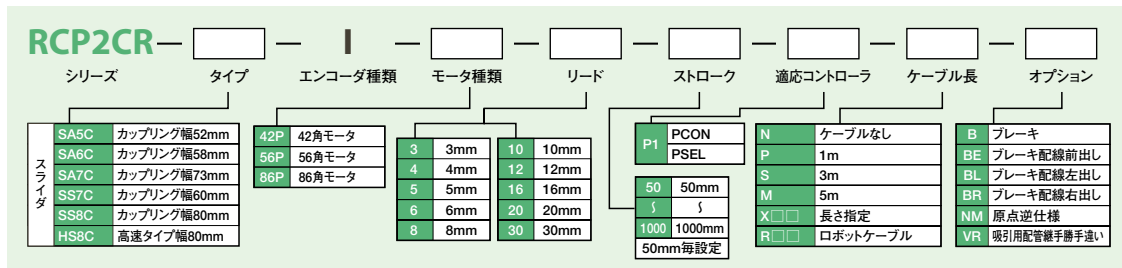 RCP2CR— — I — — — — — —
シリーズ タイプ エンコーダ種類 モータ種類 リード ストローク 適応コントローラ ケーブル長 オプション
スライダ
SA5C カップリング幅52mm
SA6C カップリング幅58mm
SA7C カップリング幅73mm
SS7C カップリング幅60mm
SS8C カップリング幅80mm
HS8C 高速タイプ幅80mm
42P 42角モータ
56P 56角モータ
86P 86角モータ
3 3mm
4 4mm
5 5mm
6 6mm
8 8mm
10 10mm
12 12mm
16 16mm
20 20mm
30 30mm
50 50mm
〜 〜
1000 1000mm
50mm毎設定
P1 PCON
PSEL
N ケーブルなし
P 1m
S 3m
M 5m
X□□ 長さ指定
R□□ ロボットケーブル
B ブレーキ
BE ブレーキ配線前出し
BL ブレーキ配線左出し
BR ブレーキ配線右出し
NM 原点逆仕様
VR 吸引用配管継手勝手違い